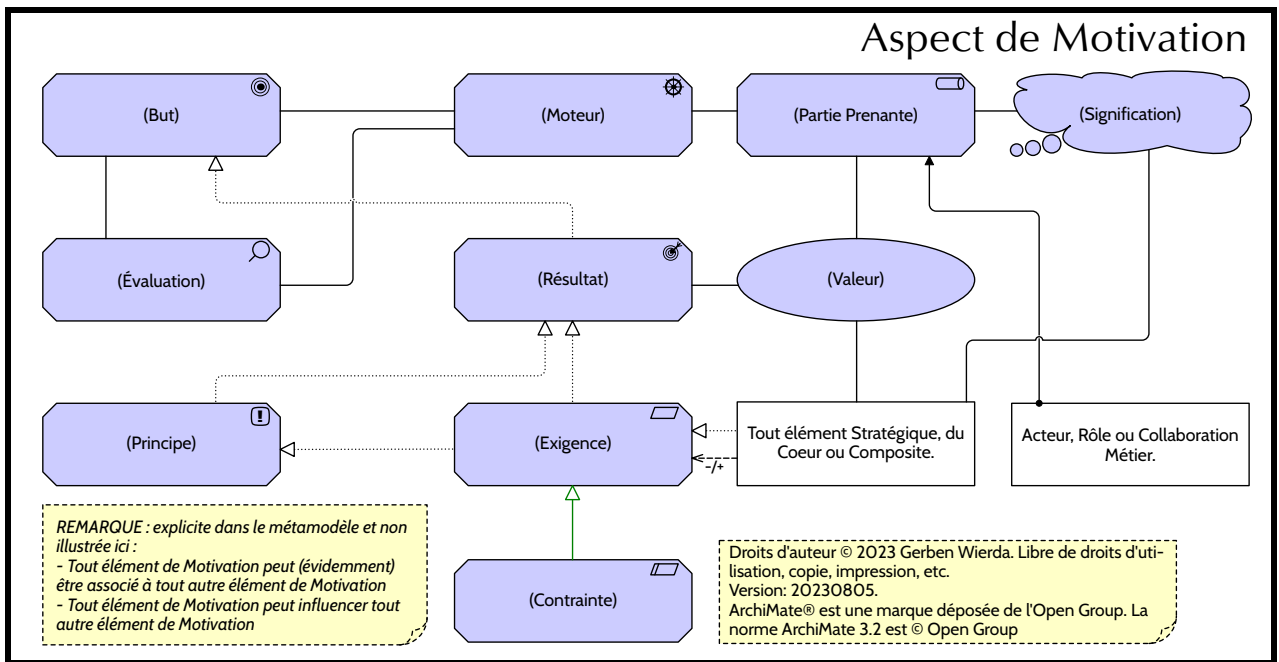 Aspect de Motivation
(But)
(Moteur)
(Partie Prenante)
(Signification)
(Évaluation)
(Résultat)
(Valeur)
(Principe)
(Exigence)
Tout élément Stratégique, du
Coeur ou Composite.
-/+
Acteur, Rôle ou Collaboration
Métier.
(Contrainte)
REMARQUE : explicite dans le métamodèle et non
illustrée ici :
- Tout élément de Motivation peut (évidemment)
être associé à tout autre élément de Motivation
- Tout élément de Motivation peut influencer tout
autre élément de Motivation
Droits d'auteur © 2023 Gerben Wierda. Libre de droits d'uti-
lisation, copie, impression, etc.
Version: 20230805.
ArchiMate® est une marque déposée de l'Open Group. La
norme ArchiMate 3.2 est © Open Group